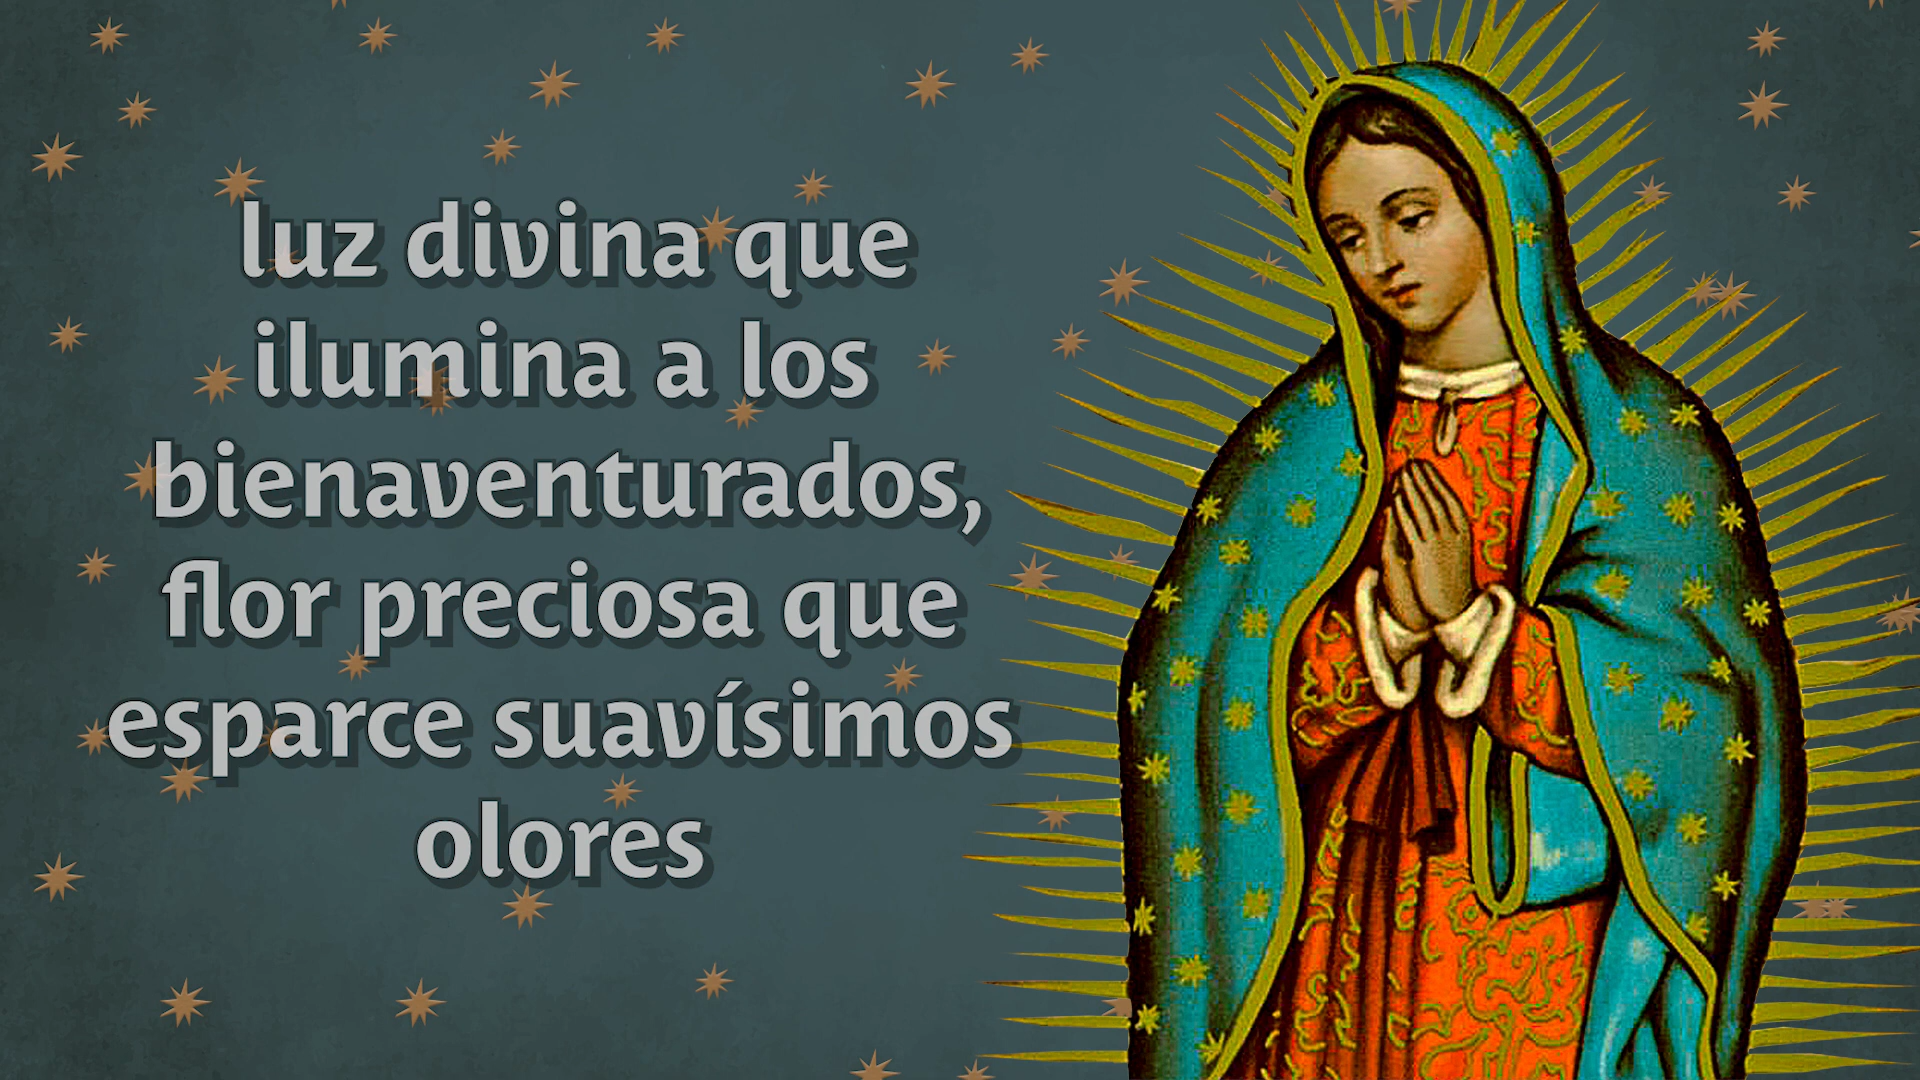 luz divina que
ilumina a los
bienaventurados,
flor preciosa que
esparce suavísimos
olores